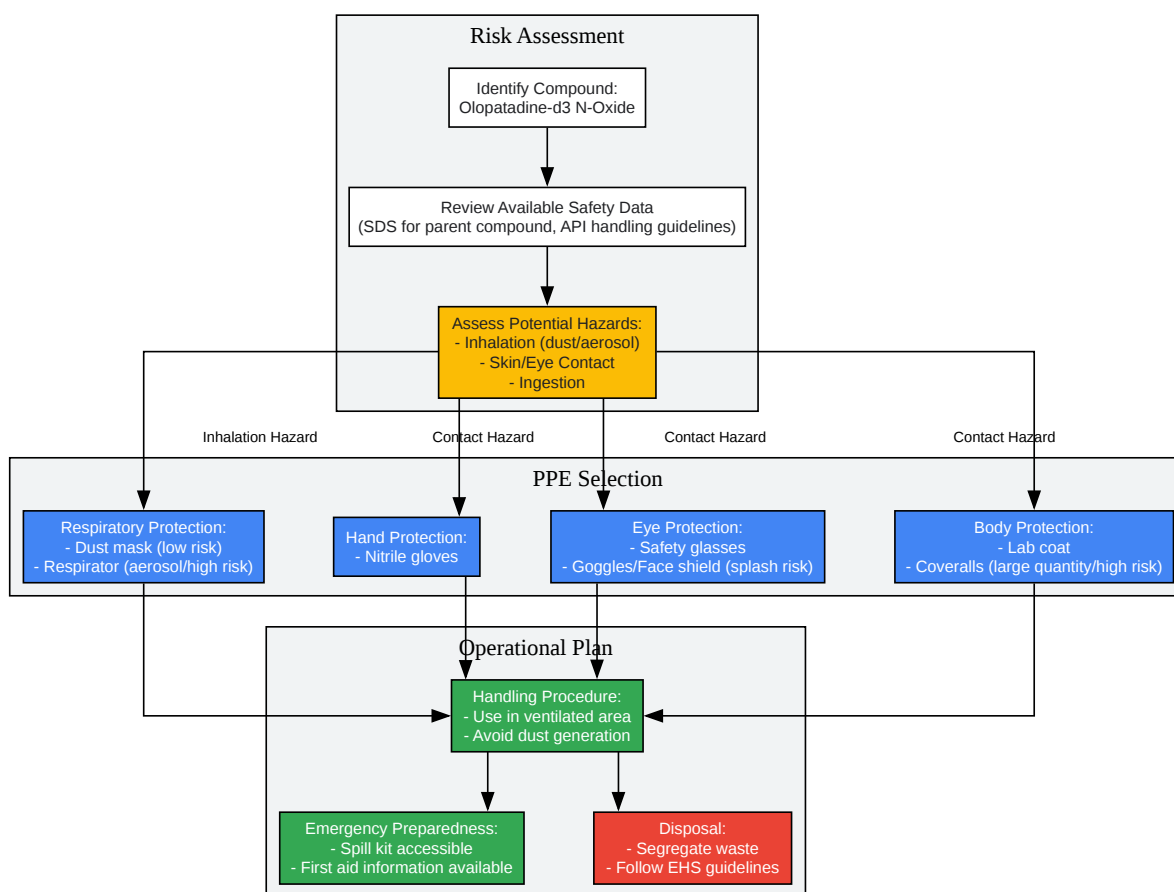 Risk Assessment
Identify Compound:
Olopatadine-d3 N-Oxide
Review Available Safety Data
(SDS for parent compound, API handling guidelines)
Assess Potential Hazards:
- Inhalation (dust/aerosol)
- Skin/Eye Contact
- Ingestion
Inhalation Hazard
Contact Hazard
Contact Hazard
Contact Hazard
PPE Selection
Respiratory Protection:
- Dust mask (low risk)
- Respirator (aerosol/high risk)
Hand Protection:
- Nitrile gloves
Eye Protection:
- Safety glasses
- Goggles/Face shield (splash risk)
Body Protection:
- Lab coat
- Coveralls (large quantity/high risk)
Operational Plan
Handling Procedure:
- Use in ventilated area
- Avoid dust generation
Emergency Preparedness:
- Spill kit accessible
- First aid information available
Disposal:
- Segregate waste
- Follow EHS guidelines